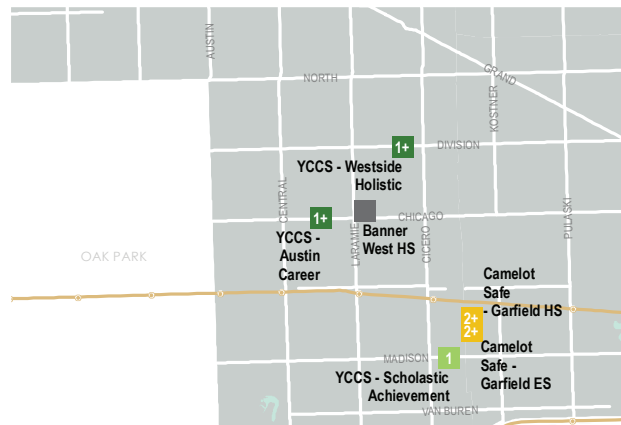 AUSTIN
NORTH
GRAND
KOSTNER
1+
DIVISION
YCCS - Westside
Holistic
CENTRAL
1+
CHICAGO
LARAMIE
CICERO
PULASKI
YCCS -
Austin
Career
Banner
West HS
OAK PARK
Camelot
Safe
- Garfield HS
2+
2+
Camelot
Safe -
Garfield ES
MADISON
1
YCCS - Scholastic
Achievement
VAN BUREN